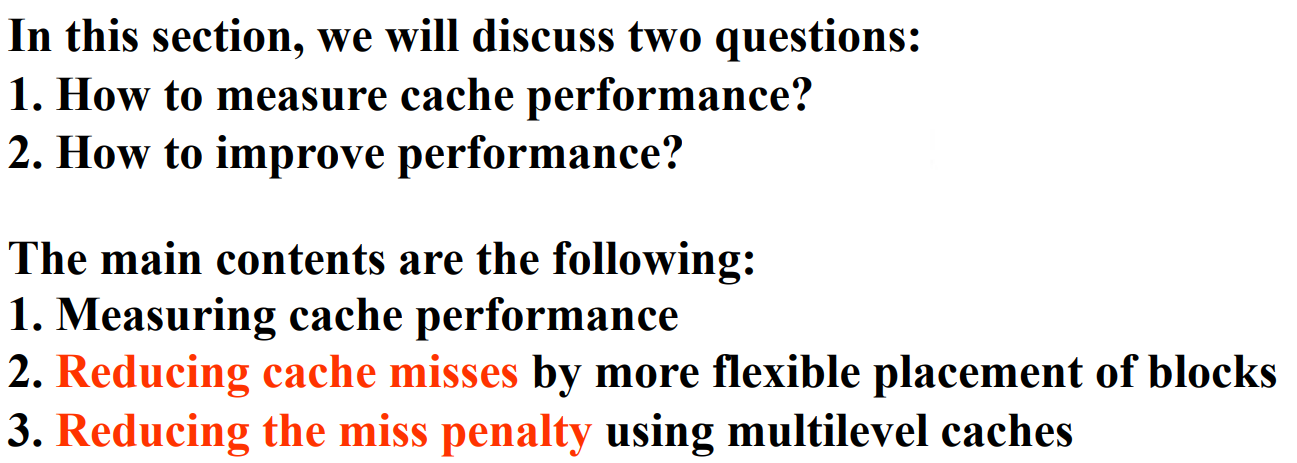 In this section, we will discuss two questions:
1. How to measure cache performance?
2. How to improve performance?
The main contents are the following:
1. Measuring cache performance
2. Reducing cache misses by more flexible placement of blocks
3. Reducing the miss penalty using multilevel caches